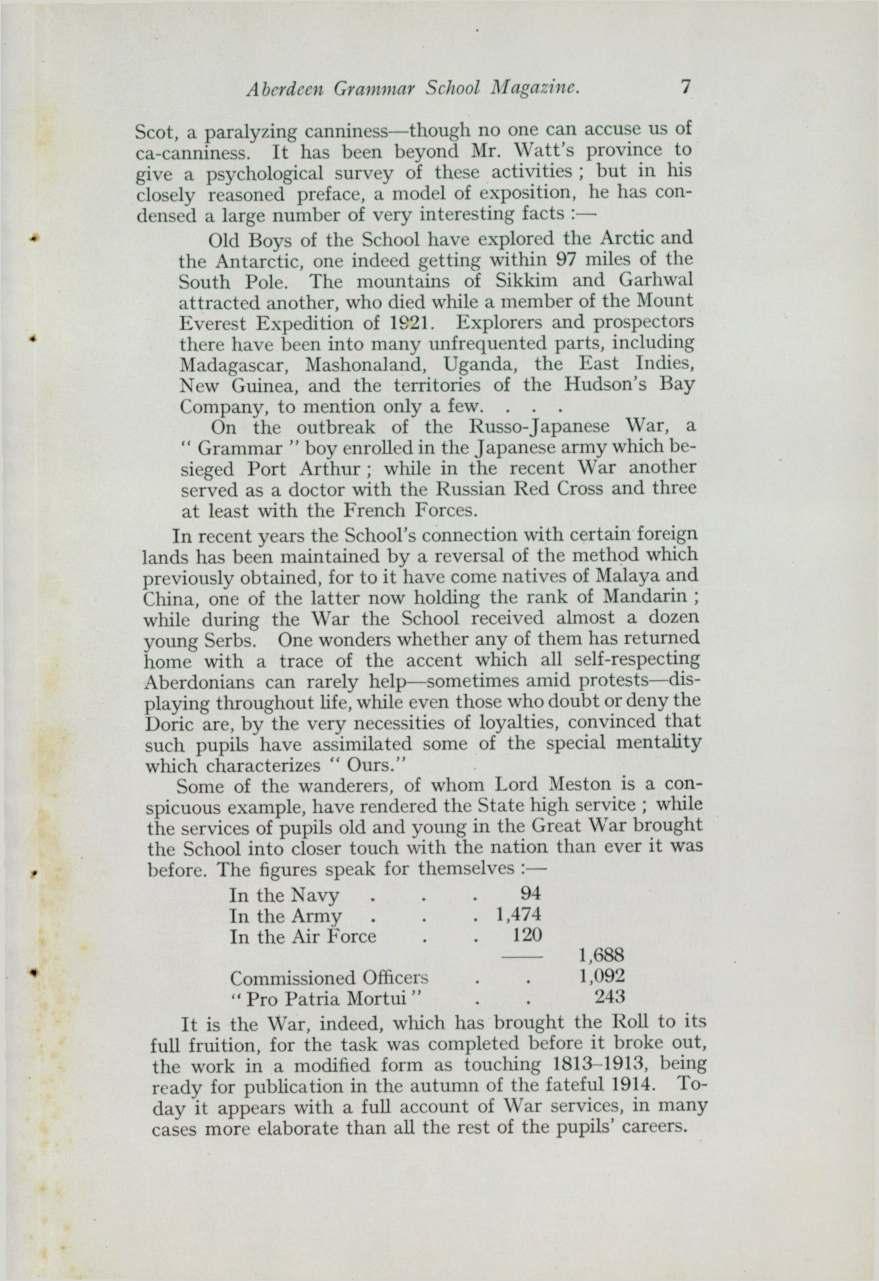 Aberdeen Grammar School Magazine. 7
Scot, a paralyzing canniness—though no one can accuse us of
ca-canniness. It has been beyond Mr. Watt's province to
give a psychological survey of these activities ; but in his
closely reasoned preface, a model of exposition, he has con-
densed a large number of very interesting facts :—
Old Boys of the School have explored the Arctic and
the Antarctic, one indeed getting within 97 miles of the
South Pole. The mountains of Sikkim and Garhwal
attracted another, who died while a member of the Mount
Everest Expedition of 1921. Explorers and prospectors
there have been into many unfrequented parts, including
Madagascar, Mashonaland, Uganda, the East Indies,
New Guinea, and the territories of the Hudson's Bay
Company, to mention only a few. . . .
On the outbreak of the Russo-Japanese War, a
" Grammar " boy enrolled in the Japanese army which be-
sieged Port Arthur ; while in the recent War another
served as a doctor with the Russian Red Cross and three
at least with the French Forces.
In recent years the School's connection with certain foreign
lands has been maintained by a reversal of the method which
previously obtained, for to it have come natives of Malaya and
China, one of the latter now holding the rank of Mandarin ;
while during the War the School received almost a dozen
young Serbs. One wonders whether any of them has returned
home with a trace of the accent which all self-respecting
Aberdonians can rarely help—sometimes amid protests—dis-
playing throughout life, while even those who doubt or deny the
Doric are, by the very necessities of loyalties, convinced that
such pupils have assimilated some of the special mentality
which characterizes " Ours."
Some of the wanderers, of whom Lord Meston is a con-
spicuous example, have rendered the State high service ; while
the services of pupils old and young in the Great War brought
the School into closer touch with the nation than ever it was
before. The figures speak for themselves :—
In the Navy . . . 94
In the Army . . . 1,474
In the Air Force . . 120
1,688
Commissioned Officers . . 1,092
" Pro Patria Mortui " . . 243
It is the War, indeed, which has brought the Roll to its
full fruition, for the task was completed before it broke out,
the work in a modified form as touching 1813–1913, being
ready for publication in the autumn of the fateful 1914. To-
day it appears with a full account of War services, in many
cases more elaborate than all the rest of the pupils' careers.